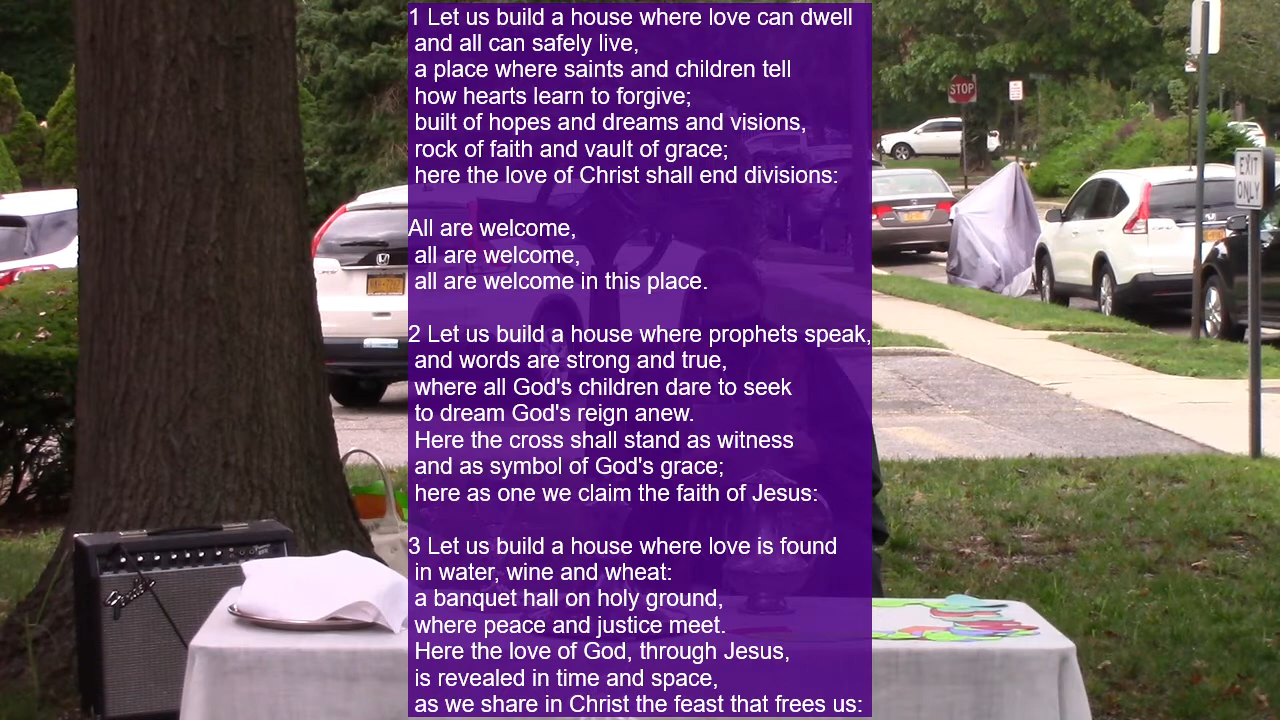 1 Let us build a house where love can dwell
and all can safely live,
a place where saints and children tell
how hearts learn to forgive;
built of hopes and dreams and visions,
rock of faith and vault of grace;
here the love of Christ shall end divisions:
All are welcome,
all are welcome,
all are welcome in this place.
2 Let us build a house where prophets speak,
and words are strong and true,
where all God's children dare to seek
to dream God's reign anew.
Here the cross shall stand as witness
and as symbol of God's grace;
here as one we claim the faith of Jesus:
3 Let us build a house where love is found
in water, wine and wheat:
a banquet hall on holy ground,
where peace and justice meet.
Here the love of God, through Jesus,
is revealed in time and space,
as we share in Christ the feast that frees us:
STOP
EXIT
ONLY
Fender